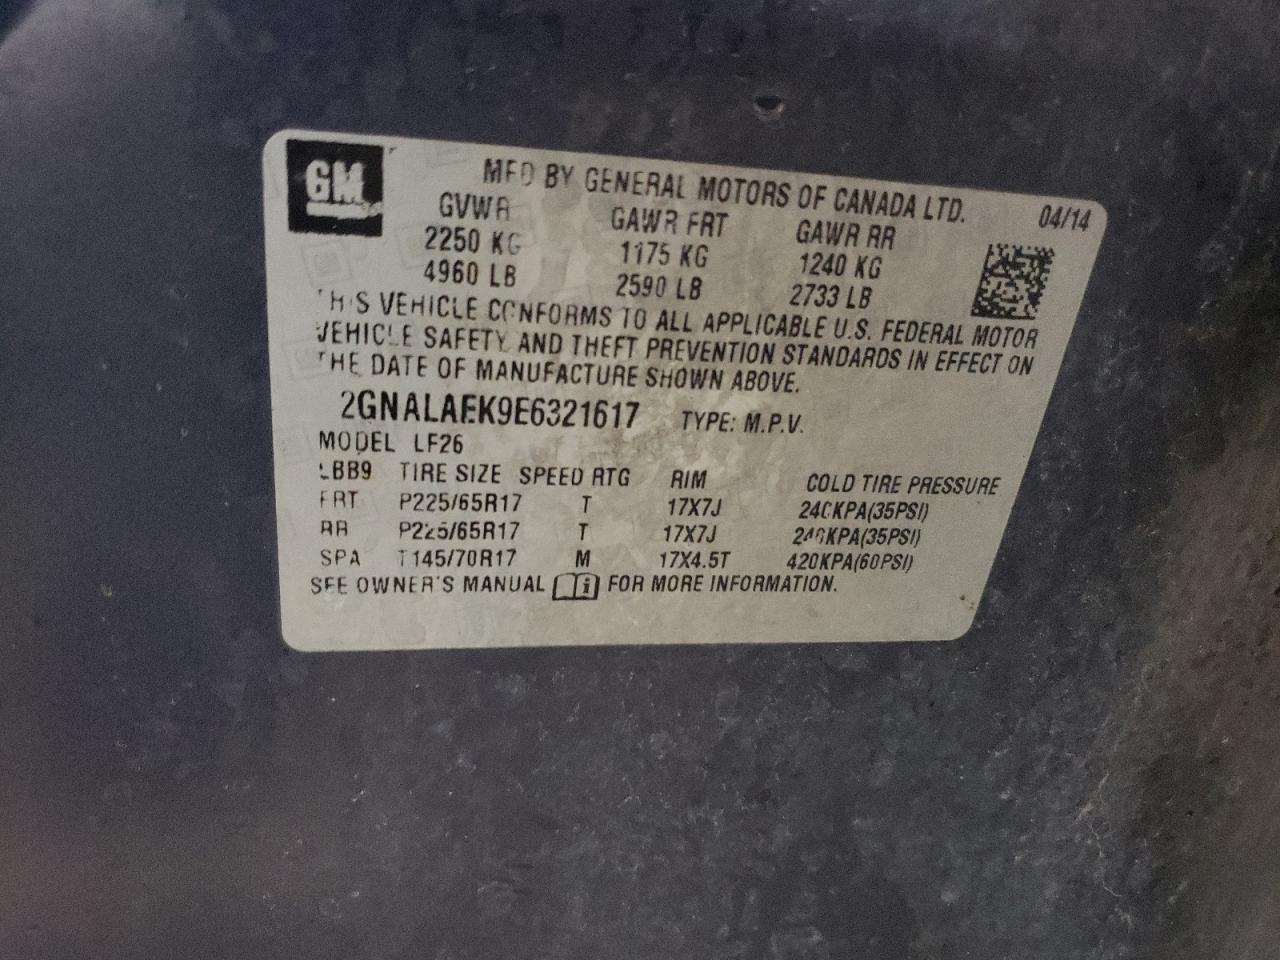 GM
MFD BY GENERAL MOTORS OF CANADA LTD.
04/14
GVWR GAWR FRT GAWR RR
2250 KG 1175 KG 1240 KG
4960 LB 2590 LB 2733 LB
THIS VEHICLE CONFORMS TO ALL APPLICABLE U.S. FEDERAL MOTOR
VEHICLE SAFETY AND THEFT PREVENTION STANDARDS IN EFFECT ON
THE DATE OF MANUFACTURE SHOWN ABOVE.
2GNALAEK9E6321617 TYPE: M.P.V.
MODEL LF26
LBB9 TIRE SIZE SPEED RTG RIM COLD TIRE PRESSURE
FRT P225/65R17 T 17X7J 240KPA(35PSI)
RR P225/65R17 T 17X7J 240KPA(35PSI)
SPA T145/70R17 M 17X4.5T 420KPA(60PSI)
SEE OWNER'S MANUAL i FOR MORE INFORMATION.